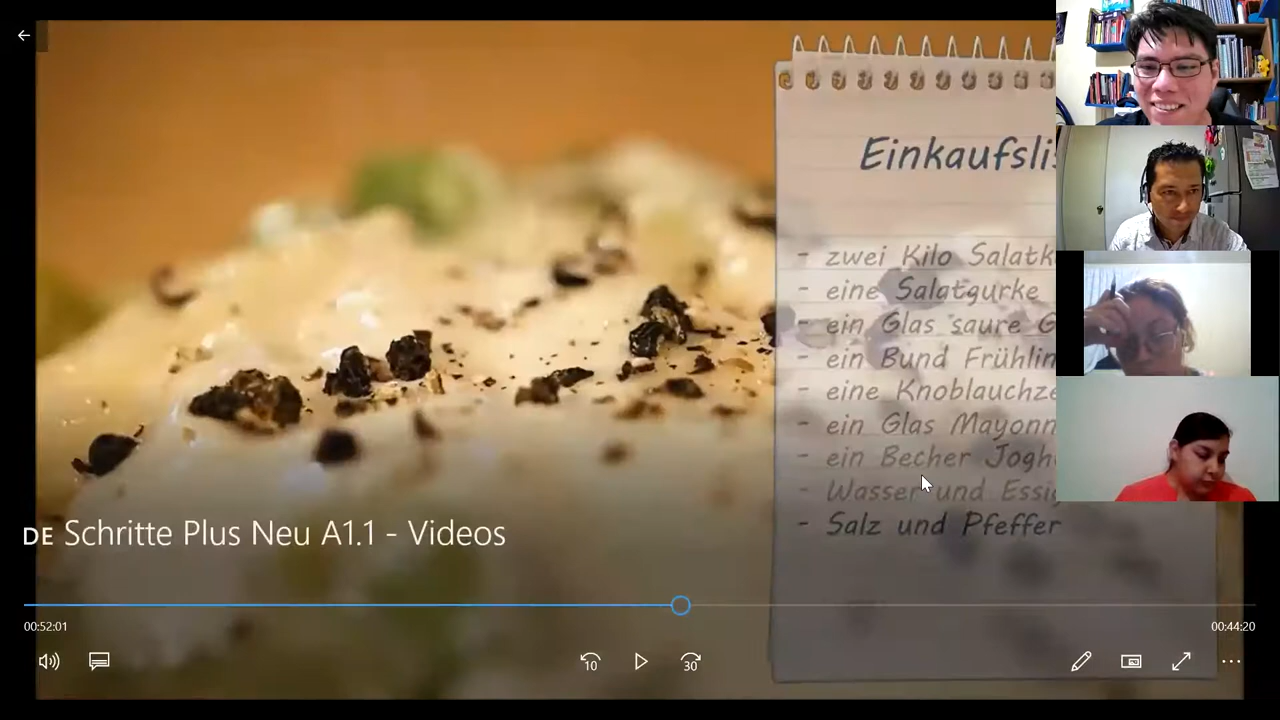 Einkaufslis
- zwei Kilo Salatk
- eine Salatgurke
- ein Glas saure G
- ein Bund Frühlin
- eine Knoblauchze
- ein Glas Mayonn
- ein Becher Jogh
- Wasser und Essig
- Salz und Pfeffer
DE Schritte Plus Neu A1.1 - Videos
00:52:01
00:44:20
10
30